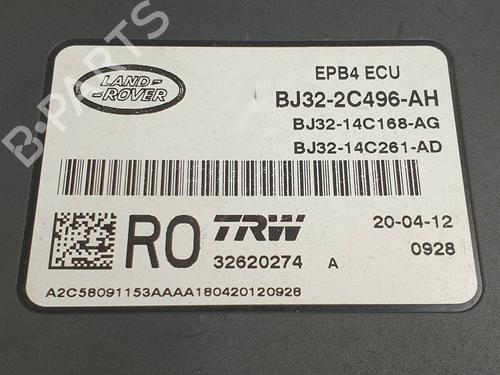 LAND-
-ROVER
EPB4 ECU
BJ32-2C496-AH
BJ32-14C168-AG
BJ32-14C261-AD
RO
TRW
32620274 A
20-04-12
0928
A2C58091153AAAA180420120928
B-PARTS